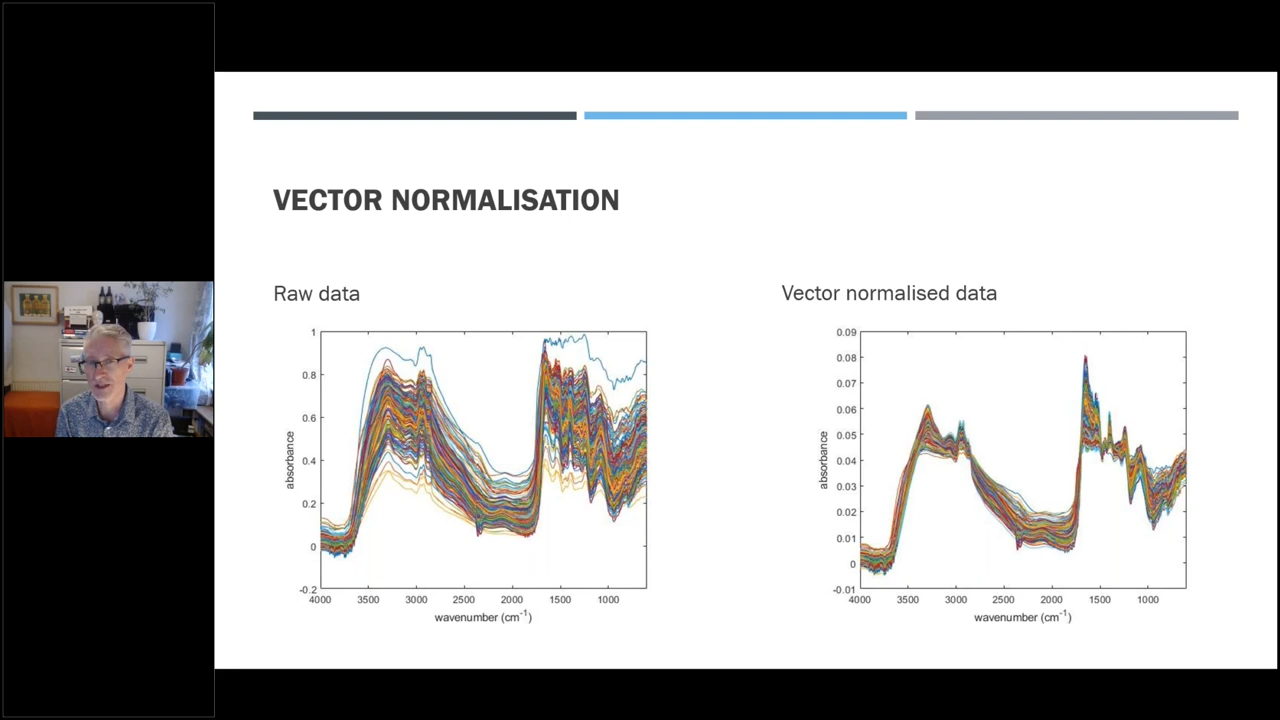 VECTOR NORMALISATION
Raw data
Vector normalised data
1
0.8
0.6
0.4
0.2
0
-0.2
absorbance
4000 3500 3000 2500 2000 1500 1000
wavenumber (cm⁻¹)
0.09
0.08
0.07
0.06
0.05
0.04
0.03
0.02
0.01
0
-0.01
absorbance
4000 3500 3000 2500 2000 1500 1000
wavenumber (cm⁻¹)